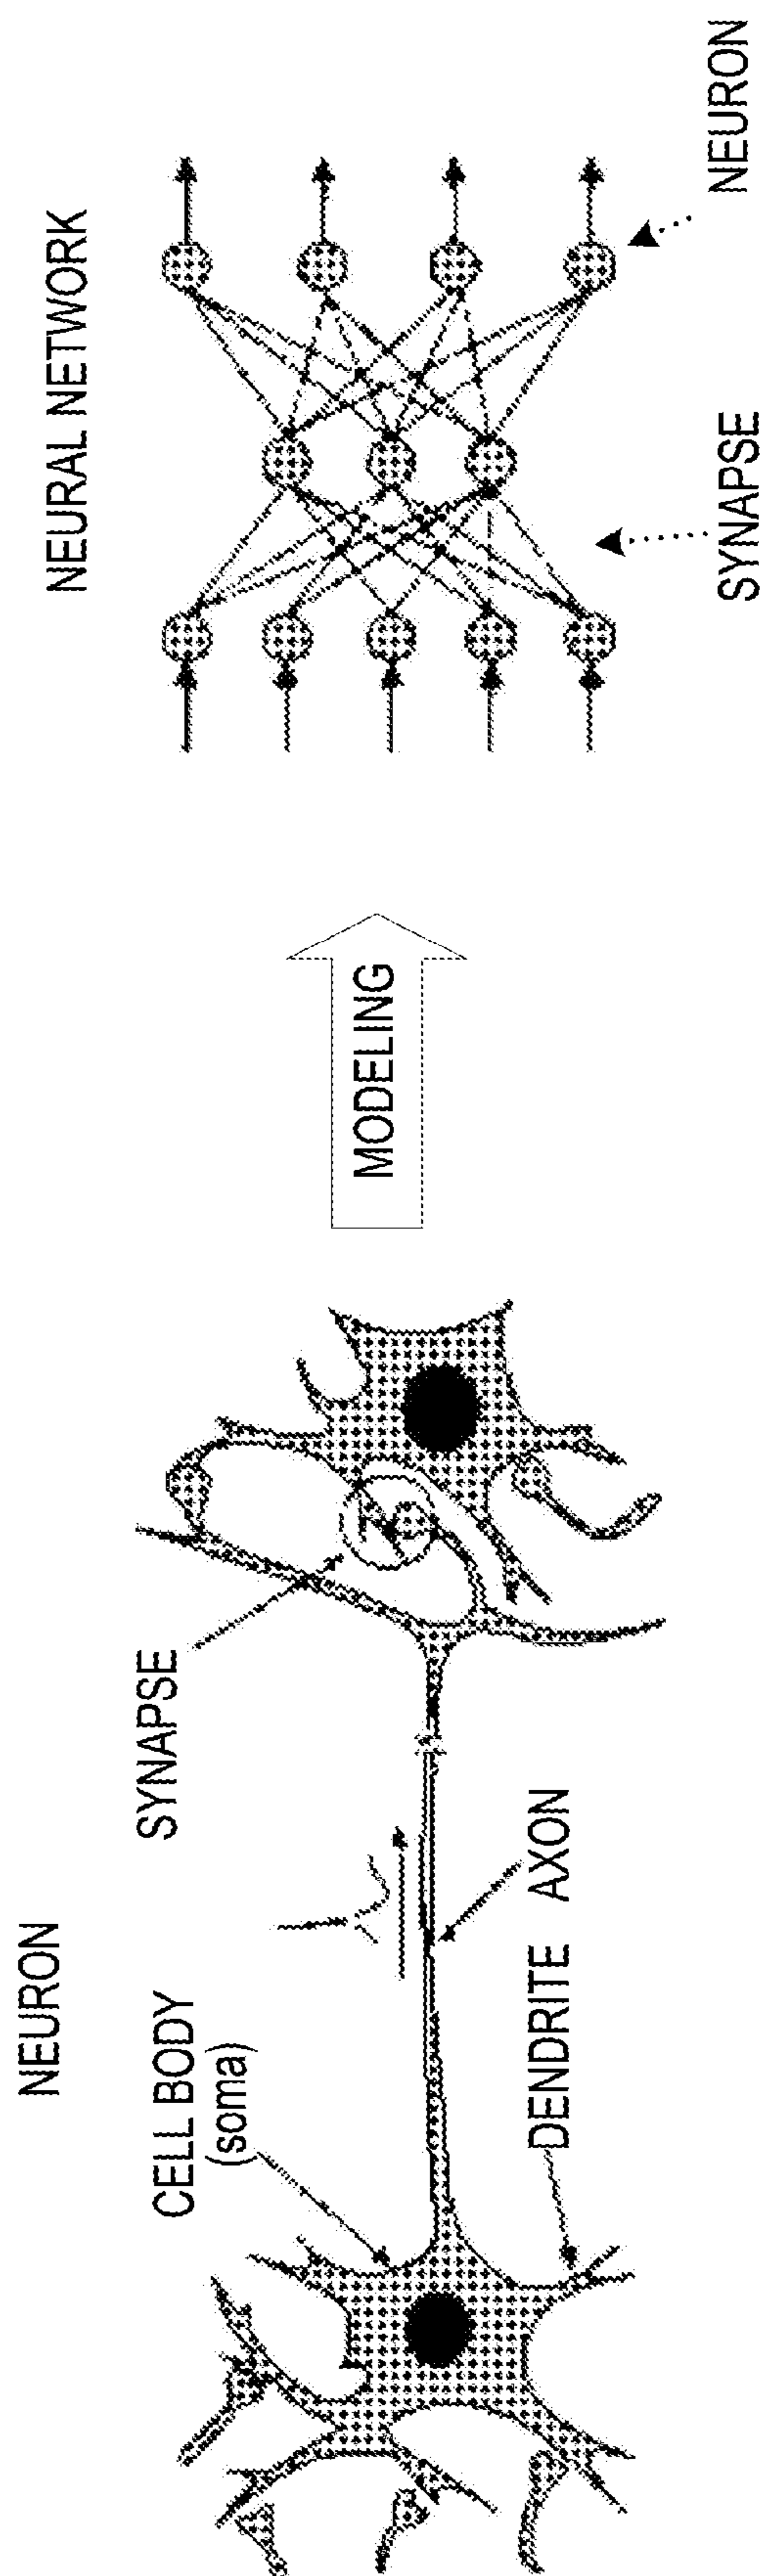 NEURON
CELL BODY
(soma)
SYNAPSE
DENDRITE
AXON
MODELING
NEURAL NETWORK
SYNAPSE
NEURON